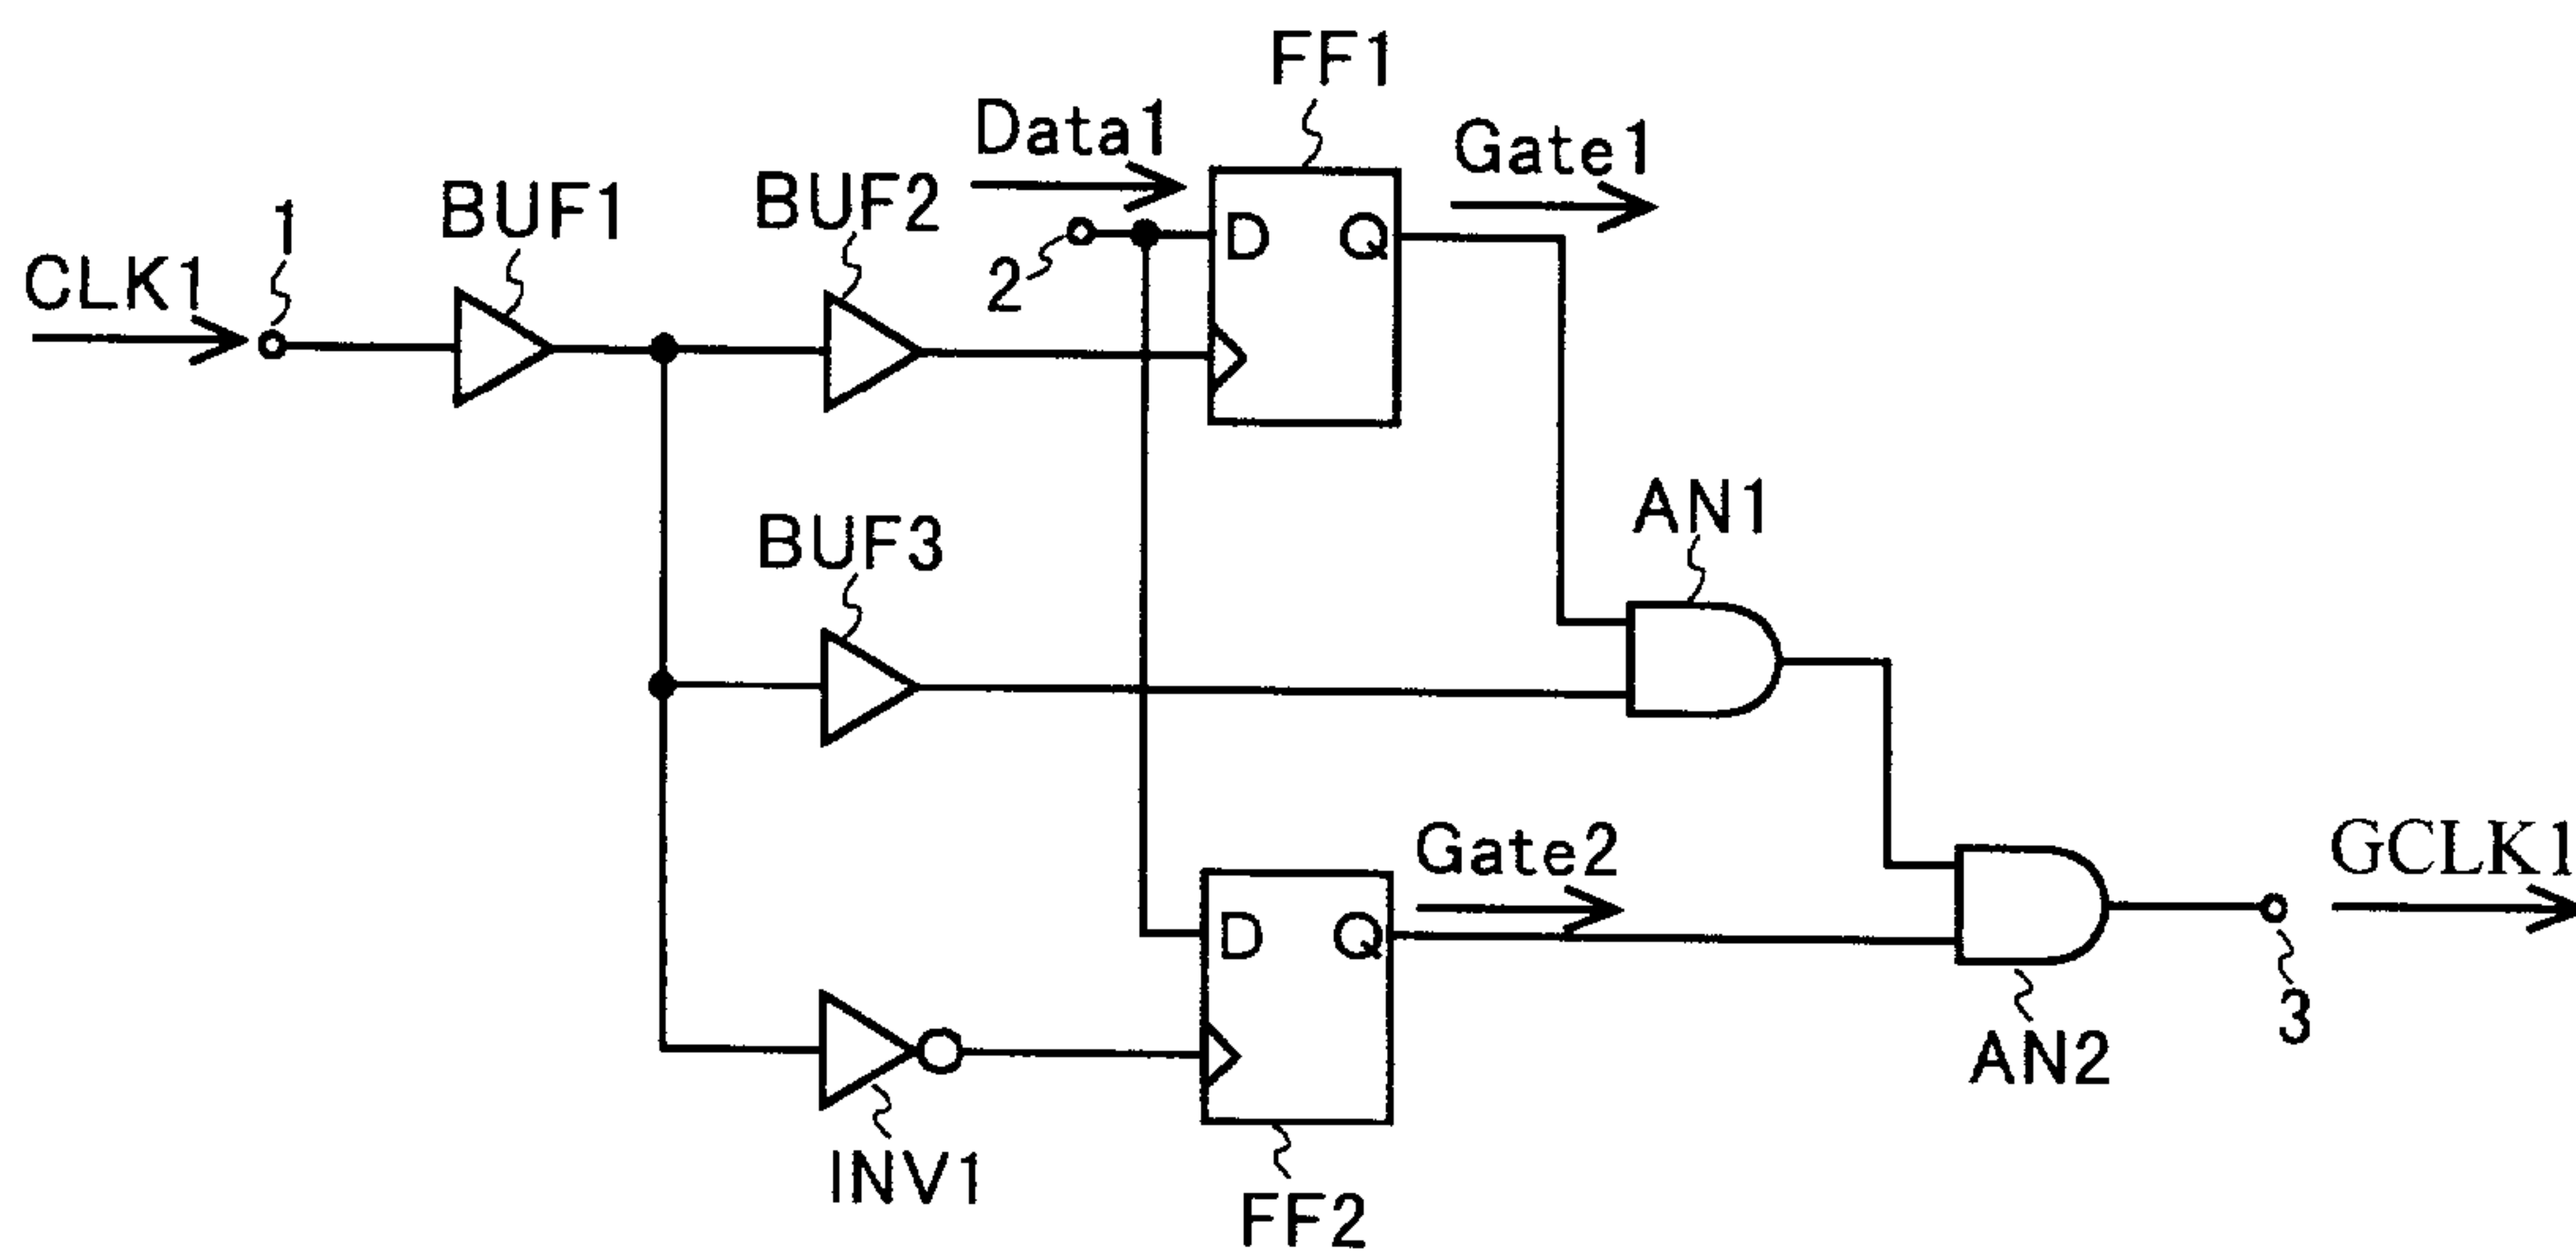 FF1
Data1
Gate1
BUF1
BUF2
1
CLK1
2
D
Q
AN1
BUF3
Gate2
GCLK1
D
Q
3
AN2
INV1
FF2